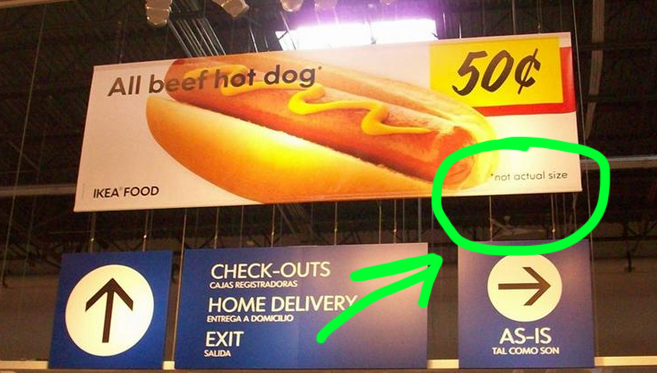 All beef hot dog*
50¢
*not actual size
IKEA® FOOD
CHECK-OUTS
CAJAS REGISTRADORAS
HOME DELIVERY
ENTREGA A DOMICILIO
EXIT
SALIDA
AS-IS
TAL COMO SON